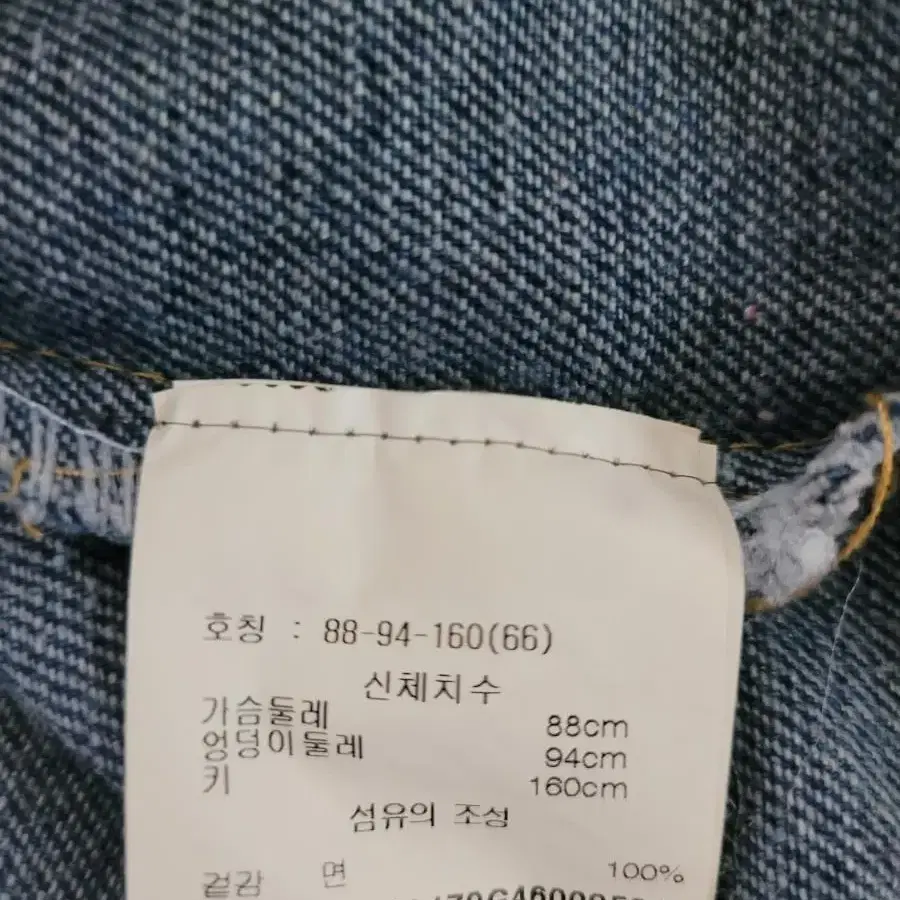 호칭 : 88-94-160(66)
신체치수
가슴둘레 88cm
엉덩이둘레 94cm
키 160cm
섬유의 조성
겉감 면 100%